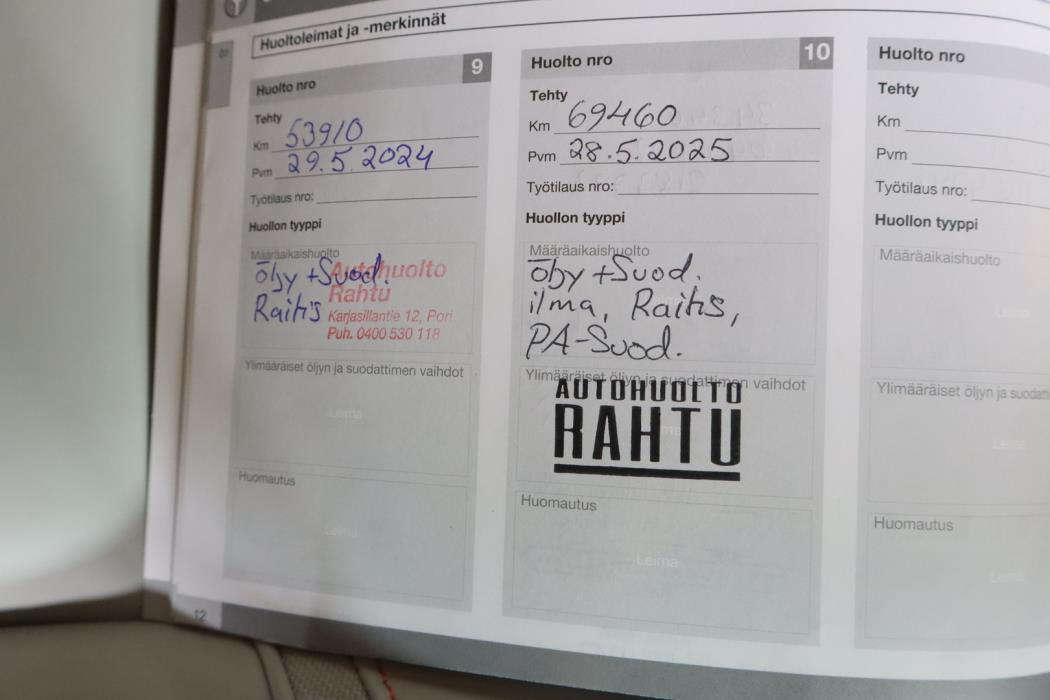 Huoltoleimat ja -merkinnät
Huolto nro 9
Tehty
Km 53910
Pvm 29.5.2024
Työtilaus nro:
Huollon tyyppi
Määräaikaishuolto
öljy +Suod.
Raitis
Autohuolto
Rahtu
Karjasillantie 12, Pori
Puh. 0400 530 118
Ylimääräiset öljyn ja suodattimen vaihdot
Leima
Huomautus
Leima
12
Huolto nro 10
Tehty
Km 69460
Pvm 28.5.2025
Työtilaus nro:
Huollon tyyppi
Määräaikaishuolto
öljy +Suod.
ilma, Raitis,
PA-Suod.
Ylimääräiset öljyn ja suodattimen vaihdot
AUTOHUOLTO
RAHTU
Huomautus
Leima
Huolto nro
Tehty
Km
Pvm
Työtilaus nro:
Huollon tyyppi
Määräaikaishuolto
Leima
Ylimääräiset öljyn ja suodatt
Leima
Huomautus
Leima